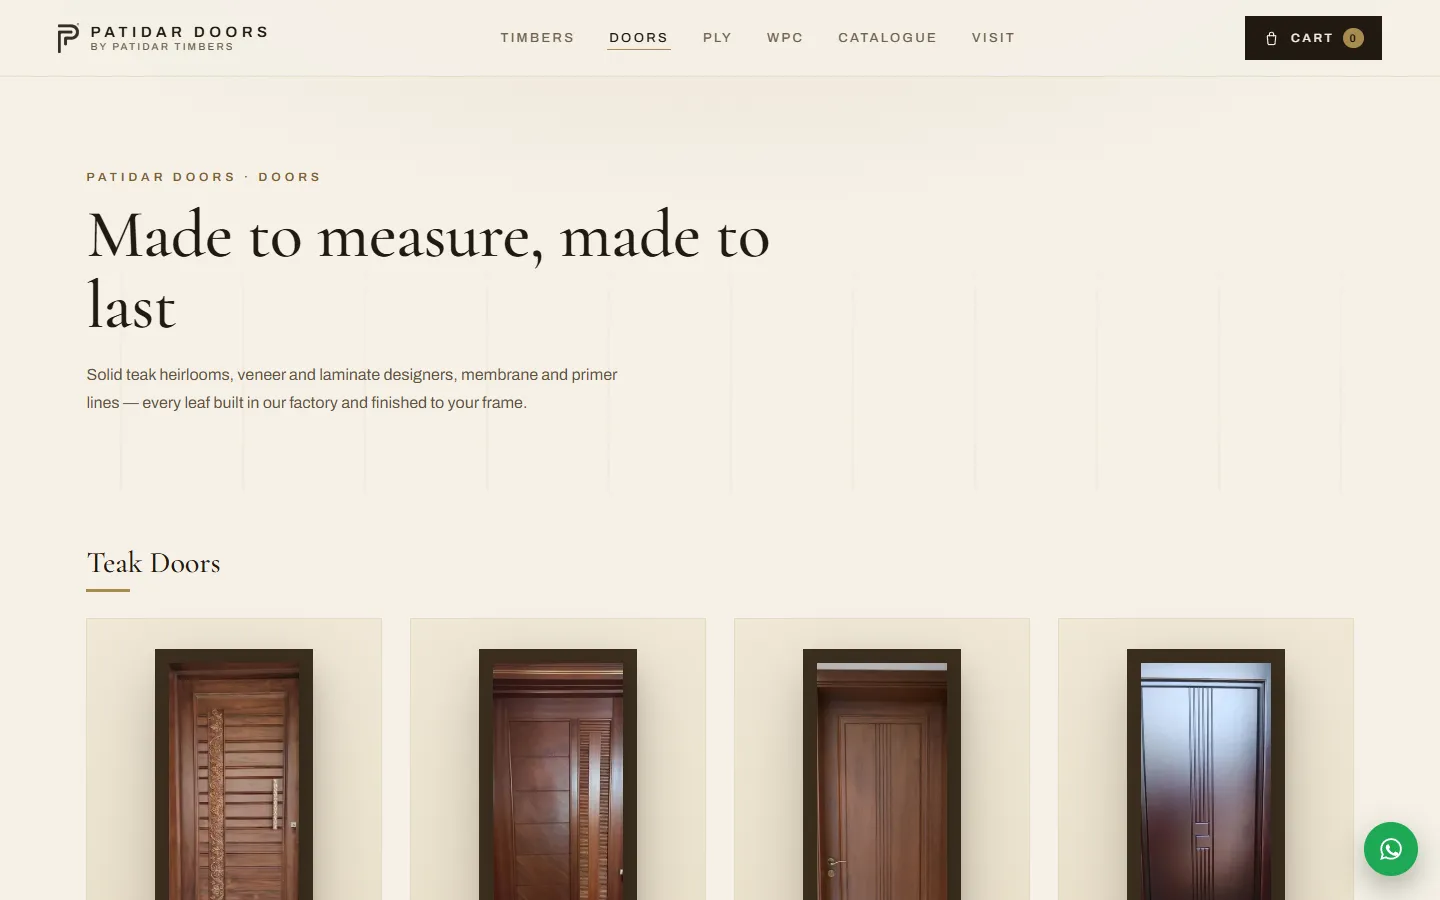 PATIDAR DOORS
BY PATIDAR TIMBERS
TIMBERS
DOORS
PLY
WPC
CATALOGUE
VISIT
CART 0
PATIDAR DOORS · DOORS
Made to measure, made to
last
Solid teak heirlooms, veneer and laminate designers, membrane and primer
lines — every leaf built in our factory and finished to your frame.
Teak Doors